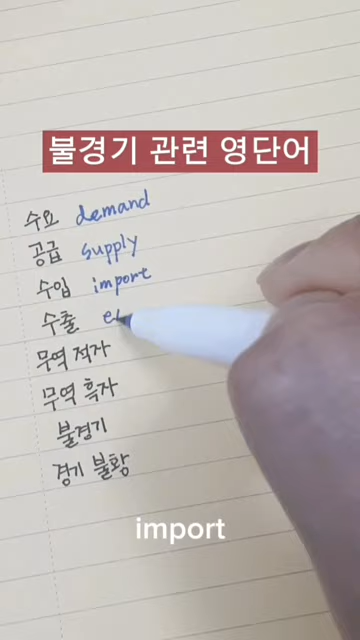 불경기 관련 영단어
수요 demand
공급 supply
수입 import
수출
무역 적자
무역 흑자
불경기
경기 불황
import